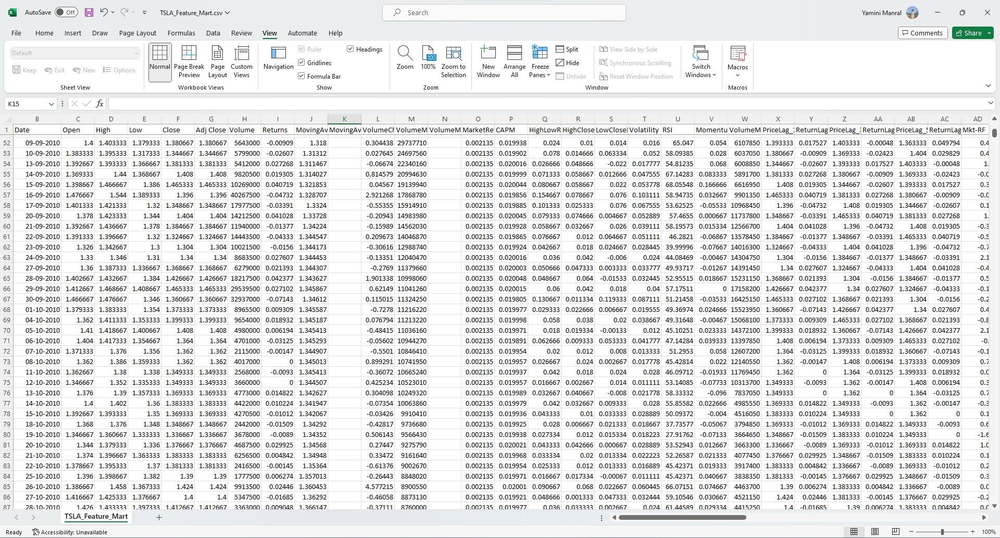 AutoSave Off TSLA_Feature_Mart.csv Search Yamini Manral
File Home Insert Draw Page Layout Formulas Data Review View Automate Help Comments Share
Default
Keep Exit New Options
Sheet View
Normal Page Break Preview Page Layout Custom Views
Workbook Views
Navigation Ruler Headings
Gridlines
Formula Bar
Show
Zoom 100 100% Zoom to Selection
Zoom
New Window Arrange All Freeze Panes Split Hide Unhide
View Side by Side
Synchronous Scrolling
Reset Window Position
Switch Windows
Window
Macros
Macros
K15 fx
B C D E F G H I J K L M N O P Q R S T U V W X Y Z AA AB AC AD
1 Date Open High Low Close Adj Close Volume Returns MovingAv MovingAv VolumeCh VolumeM VolumeM MarketRe CAPM HighLowR HighClose LowClosel Volatility RSI Momentu VolumeM PriceLag_ ReturnLag PriceLag_ ReturnLag PriceLag_ ReturnLag Mkt-RF
52 09-09-2010 1.4 1.403333 1.379333 1.380667 1.380667 5643000 -0.00909 1.318 0.304438 29737710 0.002135 0.019938 0.024 0.01 0.014 0.016 65.047 0.054 6107850 1.393333 0.017527 1.403333 -0.00048 1.363333 0.049794 0.4
53 10-09-2010 1.383333 1.395333 1.317333 1.344667 1.344667 5799000 -0.02607 1.31312 0.027645 24697560 0.002135 0.019902 0.078 0.014666 0.063334 0.052 58.09385 0.028 6037050 1.380667 -0.00909 1.369333 -0.02423 1.404 0.029829 0.4
54 13-09-2010 1.392667 1.393333 1.366667 1.381333 1.381333 5412000 0.027268 1.311467 -0.06674 22340160 0.002135 0.020016 0.026666 0.048666 -0.022 0.017777 54.81235 0.068 6008850 1.344667 -0.02607 1.393333 0.017527 1.403333 -0.00048 1.
55 14-09-2010 1.369333 1.44 1.368667 1.408 1.408 9820500 0.019305 1.314027 0.814579 20994630 0.002135 0.019999 0.071333 0.058667 0.012666 0.047555 67.14283 0.083333 5891700 1.381333 0.027268 1.380667 -0.00909 1.369333 -0.02423 -0.0
56 15-09-2010 1.398667 1.466667 1.386 1.465333 1.465333 10269000 0.040719 1.321853 0.04567 19139940 0.002135 0.020044 0.080667 0.058667 0.022 0.053778 68.05548 0.166666 6616950 1.408 0.019305 1.344667 -0.02607 1.393333 0.017527 0.3
57 16-09-2010 1.476667 1.544 1.389333 1.396 1.396 40267500 -0.04732 1.328707 2.921268 17868780 0.002135 0.019856 0.154667 0.078667 0.076 0.103111 58.94735 0.032667 9901350 1.465333 0.040719 1.381333 0.027268 1.380667 -0.00909 -0.0
58 17-09-2010 1.401333 1.421333 1.32 1.348667 1.348667 17977500 -0.03391 1.3324 -0.55355 15914910 0.002135 0.019885 0.101333 0.025333 0.076 0.067555 53.62525 -0.05533 10968450 1.396 -0.04732 1.408 0.019305 1.344667 -0.02607 0.1
59 20-09-2010 1.378 1.423333 1.344 1.404 1.404 14212500 0.041028 1.33728 -0.20943 14983980 0.002135 0.020045 0.079333 0.074666 0.004667 0.052889 57.4655 0.000667 11737800 1.348667 -0.03391 1.465333 0.040719 1.381333 0.027268 1.
60 21-09-2010 1.392667 1.436667 1.378 1.384667 1.384667 11940000 -0.01377 1.34224 -0.15989 14562030 0.002135 0.019928 0.058667 0.032667 0.026 0.039111 58.19573 0.015334 12566700 1.404 0.041028 1.396 -0.04732 1.408 0.019305 -0.3
61 22-09-2010 1.391333 1.396667 1.32 1.324667 1.324667 14443500 -0.04333 1.344547 0.209673 14046870 0.002135 0.019865 0.076667 0.012 0.064667 0.051111 46.2821 -0.06867 13578450 1.384667 -0.01377 1.348667 -0.03391 1.465333 0.040719 -0.5
62 23-09-2010 1.326 1.342667 1.3 1.304 1.304 10021500 -0.0156 1.344173 -0.30616 12988740 0.002135 0.019924 0.042667 0.018 0.024667 0.028445 39.99996 -0.07667 14016300 1.324667 -0.04333 1.404 0.041028 1.396 -0.04732 -0.7
63 24-09-2010 1.33 1.346 1.31 1.34 1.34 8683500 0.027607 1.344453 -0.13351 12040470 0.002135 0.020016 0.036 0.042 -0.006 0.024 44.08469 -0.00467 14304750 1.304 -0.0156 1.384667 -0.01377 1.348667 -0.03391 2.1
64 27-09-2010 1.36 1.387333 1.336667 1.368667 1.368667 6279000 0.021393 1.344307 -0.2769 11379660 0.002135 0.020003 0.050666 0.047333 0.003333 0.033777 49.93717 -0.01267 14391450 1.34 0.027607 1.324667 -0.04333 1.404 0.041028 -0.4
65 28-09-2010 1.402667 1.432667 1.384 1.426667 1.426667 18217500 0.042377 1.343627 1.901338 10998060 0.002135 0.020048 0.048667 0.064 -0.01533 0.032445 52.95515 0.018667 15231150 1.368667 0.021393 1.304 -0.0156 1.384667 -0.01377 0.5
66 29-09-2010 1.412667 1.468667 1.408667 1.465333 1.465333 29539500 0.027102 1.345867 0.62149 11041260 0.002135 0.020015 0.06 0.042 0.018 0.04 57.17511 0 17158200 1.426667 0.042377 1.34 0.027607 1.324667 -0.04333 -0.1
67 30-09-2010 1.466667 1.476667 1.346 1.360667 1.360667 32937000 -0.07143 1.34612 0.115015 11324250 0.002135 0.019805 0.130667 0.011334 0.119333 0.087111 51.21458 -0.03533 16425150 1.465333 0.027102 1.368667 0.021393 1.304 -0.0156 -0.2
68 01-10-2010 1.379333 1.383333 1.354 1.373333 1.373333 8965500 0.009309 1.345587 -0.7278 11216220 0.002135 0.019977 0.029333 0.022666 0.006667 0.019555 49.36974 0.024666 15523950 1.360667 -0.07143 1.426667 0.042377 1.34 0.027607 0.4
69 04-10-2010 1.362 1.411333 1.353333 1.399333 1.399333 9654000 0.018932 1.345187 0.076794 11213220 0.002135 0.019998 0.058 0.038 0.02 0.038667 49.31648 -0.00467 15068100 1.373333 0.009309 1.465333 0.027102 1.368667 0.021393 -0.8
70 05-10-2010 1.41 1.418667 1.400667 1.408 1.408 4980000 0.006194 1.345413 -0.48415 11036160 0.002135 0.019971 0.018 0.019334 -0.00133 0.012 45.10251 0.023333 14372100 1.399333 0.018932 1.360667 -0.07143 1.426667 0.042377 2.1
71 06-10-2010 1.404 1.417333 1.354667 1.364 1.364 4701000 -0.03125 1.345293 -0.05602 10944270 0.002135 0.019891 0.062666 0.009333 0.053333 0.041777 47.14284 0.039333 13397850 1.408 0.006194 1.373333 0.009309 1.465333 0.027102 -0.
72 07-10-2010 1.371333 1.376 1.356 1.362 1.362 2115000 -0.00147 1.344907 -0.5501 10846410 0.002135 0.019954 0.02 0.012 0.008 0.013333 51.2953 0.058 12607200 1.364 -0.03125 1.399333 0.018932 1.360667 -0.07143 -0.1
73 08-10-2010 1.362 1.386 1.359333 1.362 1.362 4017000 0 1.345013 0.899291 10741950 0.002135 0.019957 0.026667 0.024 0.002667 0.017778 45.42814 0.022 12140550 1.362 -0.00147 1.408 0.006194 1.373333 0.009309 0.7
74 11-10-2010 1.362667 1.38 1.338 1.349333 1.349333 2568000 -0.0093 1.345413 -0.36072 10665240 0.002135 0.019937 0.042 0.018 0.024 0.028 46.09712 -0.01933 11769450 1.362 0 1.364 -0.03125 1.399333 0.018932 0.0
75 12-10-2010 1.346667 1.352 1.335333 1.349333 1.349333 3660000 0 1.344507 0.425234 10523010 0.002135 0.019957 0.016667 0.002667 0.014 0.011111 53.14085 -0.07733 10313700 1.349333 -0.0093 1.362 -0.00147 1.408 0.006194 0.3
76 13-10-2010 1.376 1.39 1.357333 1.369333 1.369333 4773000 0.014822 1.342627 0.304098 10249320 0.002135 0.019989 0.032667 0.040667 -0.008 0.021778 58.33332 -0.096 7837050 1.349333 0 1.362 0 1.364 -0.03125 0.7
77 14-10-2010 1.4 1.402 1.36 1.383333 1.383333 4422000 0.010224 1.341947 -0.07354 10063860 0.002135 0.019979 0.042 0.032667 0.009333 0.028 55.85582 0.022666 4985550 1.369333 0.014822 1.349333 -0.0093 1.362 -0.00147 -0.3
78 15-10-2010 1.392667 1.393333 1.35 1.369333 1.369333 4270500 -0.01012 1.342067 -0.03426 9910410 0.002135 0.019936 0.043333 0.01 0.033333 0.028889 50.09372 -0.004 4516050 1.383333 0.010224 1.349333 0 1.362 0 0.1
79 18-10-2010 1.368 1.376 1.348 1.348667 1.348667 2442000 -0.01509 1.34292 -0.42817 9736680 0.002135 0.019925 0.028 0.006667 0.021333 0.018667 37.73577 -0.05067 3794850 1.369333 -0.01012 1.369333 0.014822 1.349333 -0.0093 0.6
80 19-10-2010 1.346667 1.360667 1.333333 1.336667 1.336667 3678000 -0.0089 1.34352 0.506143 9566430 0.002135 0.019938 0.027334 0.012 0.015334 0.018223 27.91762 -0.07133 3664650 1.348667 -0.01509 1.383333 0.010224 1.349333 0 -1.6
81 20-10-2010 1.344 1.379333 1.336 1.376667 1.376667 4687500 0.029925 1.34568 0.27447 9275790 0.002135 0.020021 0.043333 0.042666 0.000667 0.028889 53.52943 0.012667 3663300 1.336667 -0.0089 1.369333 -0.01012 1.369333 0.014822 1.0
82 21-10-2010 1.374 1.396667 1.363333 1.383333 1.383333 6256500 0.004842 1.34948 0.33472 9161640 0.002135 0.019968 0.033334 0.02 0.013334 0.022223 52.26587 0.021333 4077450 1.376667 0.029925 1.348667 -0.01509 1.383333 0.010224 0.1
83 22-10-2010 1.378667 1.395333 1.37 1.381333 1.381333 2416500 -0.00145 1.35364 -0.61376 9002670 0.002135 0.019954 0.025333 0.012 0.013333 0.016889 45.42371 0.019333 3917400 1.383333 0.004842 1.336667 -0.0089 1.369333 -0.01012 0.2
84 25-10-2010 1.396 1.398667 1.382 1.39 1.39 1777500 0.006274 1.357013 -0.26443 8848020 0.002135 0.019971 0.016667 0.017334 -0.00067 0.011111 45.42371 0.040667 3838350 1.381333 -0.00145 1.376667 0.029925 1.348667 -0.01509 0.3
85 26-10-2010 1.386667 1.458 1.367333 1.424 1.424 9913500 0.02446 1.360453 4.577215 8900550 0.002135 0.02001 0.090667 0.068 0.022667 0.060445 66.07151 0.074667 4463700 1.39 0.006274 1.383333 0.004842 1.336667 -0.0089 0.0
86 27-10-2010 1.416667 1.425333 1.376667 1.4 1.4 5347500 -0.01685 1.36292 -0.46058 8873130 0.002135 0.019921 0.048666 0.001333 0.047333 0.032444 59.10546 0.030667 4521150 1.424 0.02446 1.381333 -0.00145 1.376667 0.029925 -0.2
87 28-10-2010 1.426 1.433333 1.397333 1.412667 1.412667 3363000 0.009048 1.366147 -0.37111 8760000 0.002135 0.019977 0.036 0.033333 0.002667 0.024 61.44589 0.029334 4415250 1.4 -0.01685 1.39 0.006274 1.383333 0.004842 0.0
TSLA_Feature_Mart
Ready Accessibility: Unavailable 100%